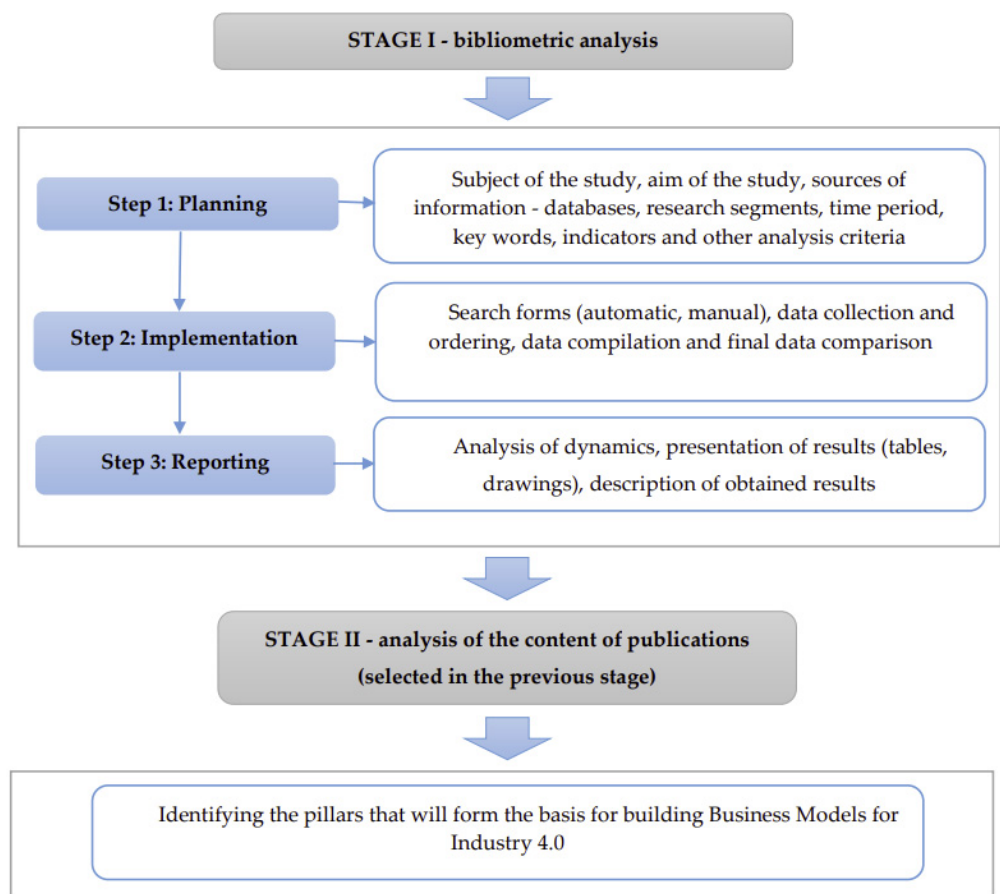 STAGE I - bibliometric analysis
Step 1: Planning
Subject of the study, aim of the study, sources of
information - databases, research segments, time period,
key words, indicators and other analysis criteria
Step 2: Implementation
Search forms (automatic, manual), data collection and
ordering, data compilation and final data comparison
Step 3: Reporting
Analysis of dynamics, presentation of results (tables,
drawings), description of obtained results
STAGE II - analysis of the content of publications
(selected in the previous stage)
Identifying the pillars that will form the basis for building Business Models for
Industry 4.0